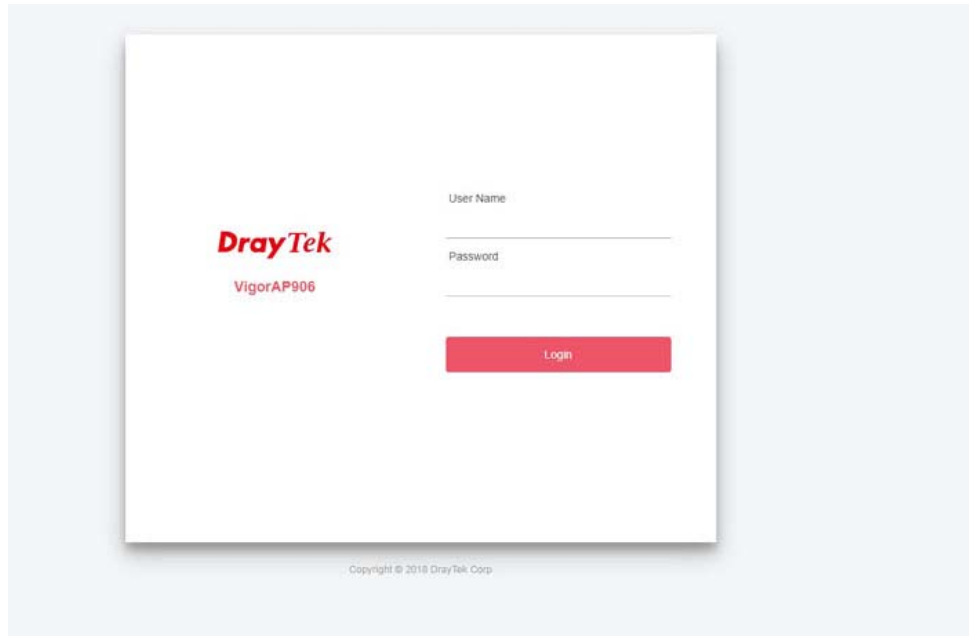 DrayTek
VigorAP906
User Name
Password
Login
Copyright © 2018 DrayTek Corp